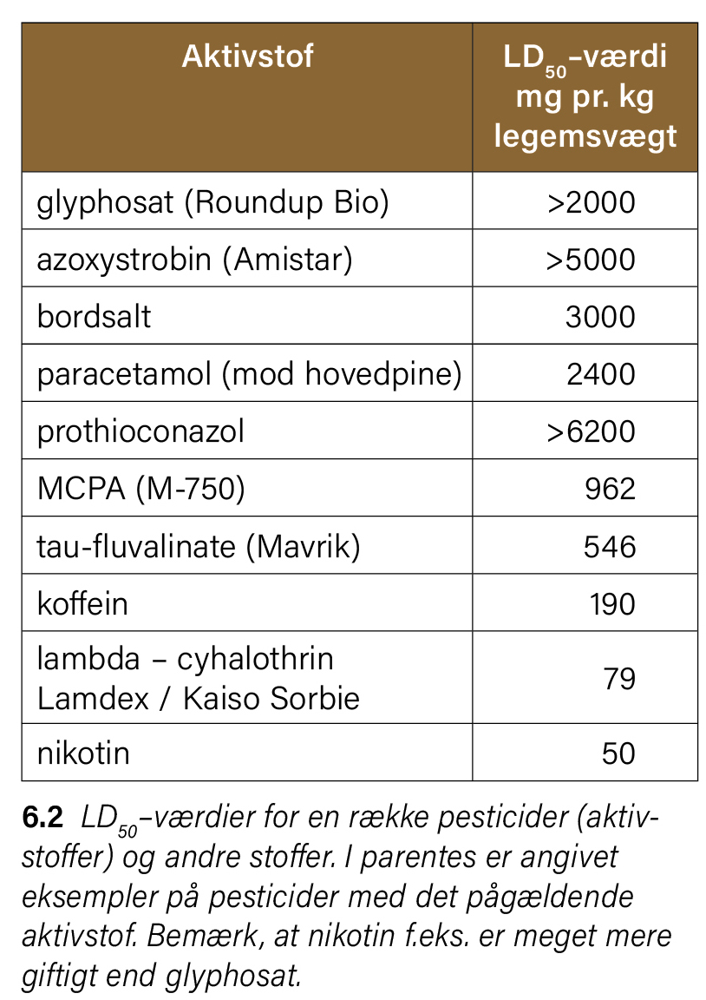 Aktivstof
LD50–værdi
mg pr. kg
legemsvægt
glyphosat (Roundup Bio) >2000
azoxystrobin (Amistar) >5000
bordsalt 3000
paracetamol (mod hovedpine) 2400
prothioconazol >6200
MCPA (M-750) 962
tau-fluvalinate (Mavrik) 546
koffein 190
lambda – cyhalothrin
Lamdex / Kaiso Sorbie 79
nikotin 50
6.2 LD50–værdier for en række pesticider (aktiv-
stoffer) og andre stoffer. I parentes er angivet
eksempler på pesticider med det pågældende
aktivstof. Bemærk, at nikotin f.eks. er meget mere
giftigt end glyphosat.